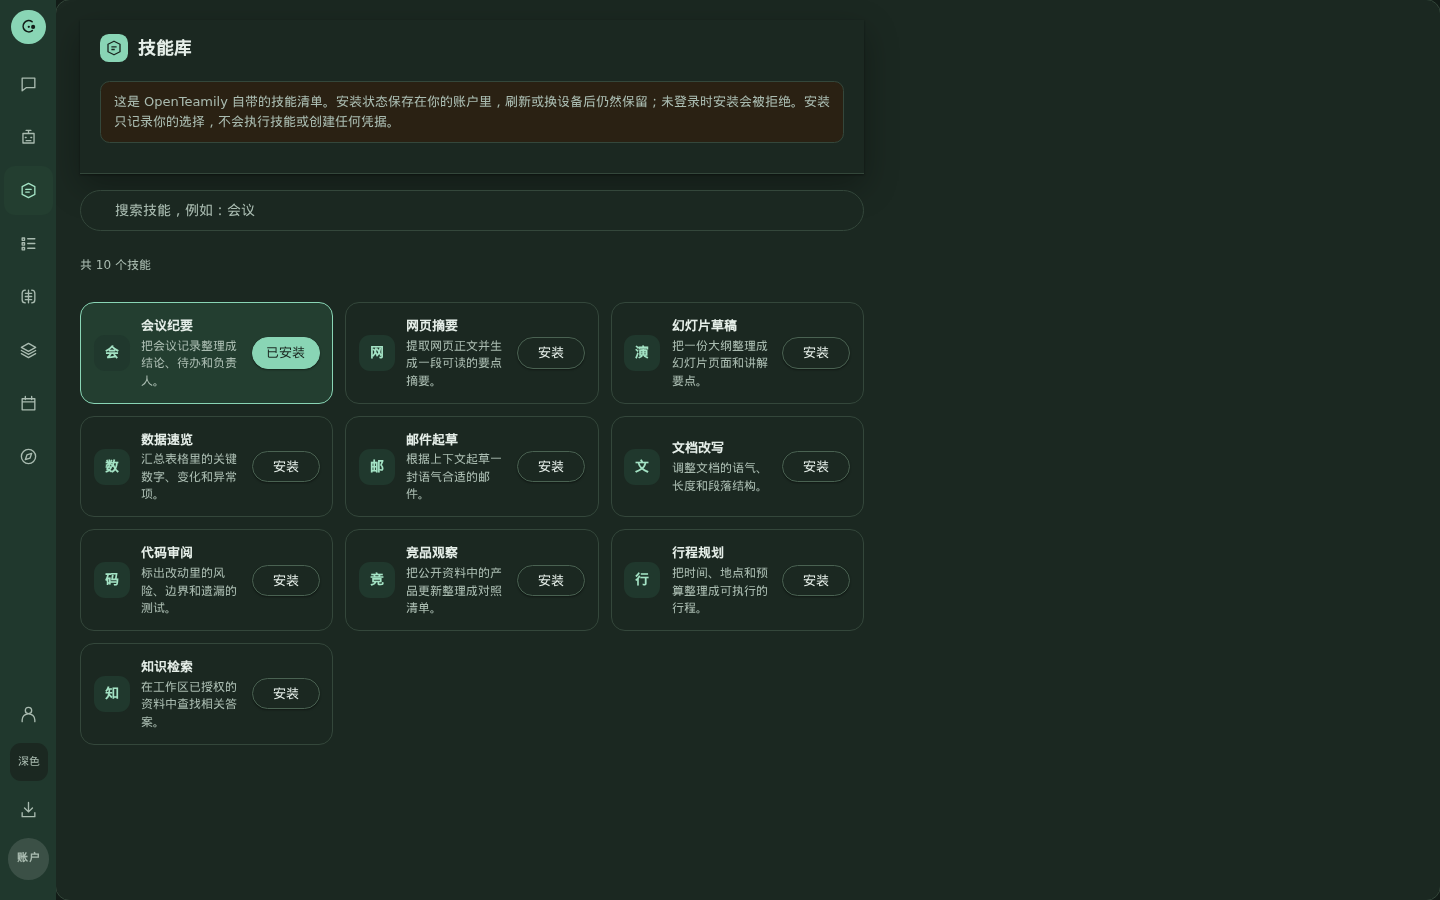 技能库
这是 OpenTeamily 自带的技能清单。安装状态保存在你的账户里，刷新或换设备后仍然保留；未登录时安装会被拒绝。安装
只记录你的选择，不会执行技能或创建任何凭据。
搜索技能，例如：会议
共 10 个技能
会
会议纪要
把会议记录整理成
结论、待办和负责
人。
已安装
网
网页摘要
提取网页正文并生
成一段可读的要点
摘要。
安装
演
幻灯片草稿
把一份大纲整理成
幻灯片页面和讲解
要点。
安装
数
数据速览
汇总表格里的关键
数字、变化和异常
项。
安装
邮
邮件起草
根据上下文起草一
封语气合适的邮
件。
安装
文
文档改写
调整文档的语气、
长度和段落结构。
安装
码
代码审阅
标出改动里的风
险、边界和遗漏的
测试。
安装
竞
竞品观察
把公开资料中的产
品更新整理成对照
清单。
安装
行
行程规划
把时间、地点和预
算整理成可执行的
行程。
安装
知
知识检索
在工作区已授权的
资料中查找相关答
案。
安装
深色
账户